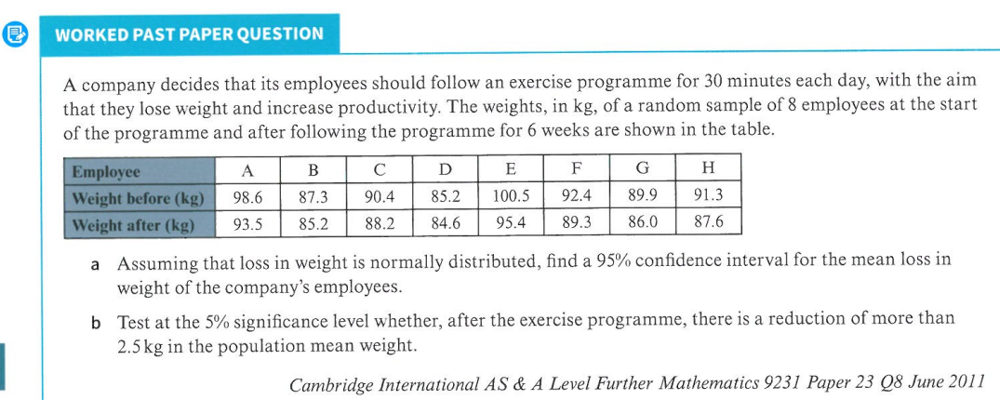 WORKED PAST PAPER QUESTION
A company decides that its employees should follow an exercise programme for 30 minutes each day, with the aim
that they lose weight and increase productivity. The weights, in kg, of a random sample of 8 employees at the start
of the programme and after following the programme for 6 weeks are shown in the table.
Employee A B C D E F G H
Weight before (kg) 98.6 87.3 90.4 85.2 100.5 92.4 89.9 91.3
Weight after (kg) 93.5 85.2 88.2 84.6 95.4 89.3 86.0 87.6
a Assuming that loss in weight is normally distributed, find a 95% confidence interval for the mean loss in
weight of the company's employees.
b Test at the 5% significance level whether, after the exercise programme, there is a reduction of more than
2.5 kg in the population mean weight.
Cambridge International AS & A Level Further Mathematics 9231 Paper 23 Q8 June 2011